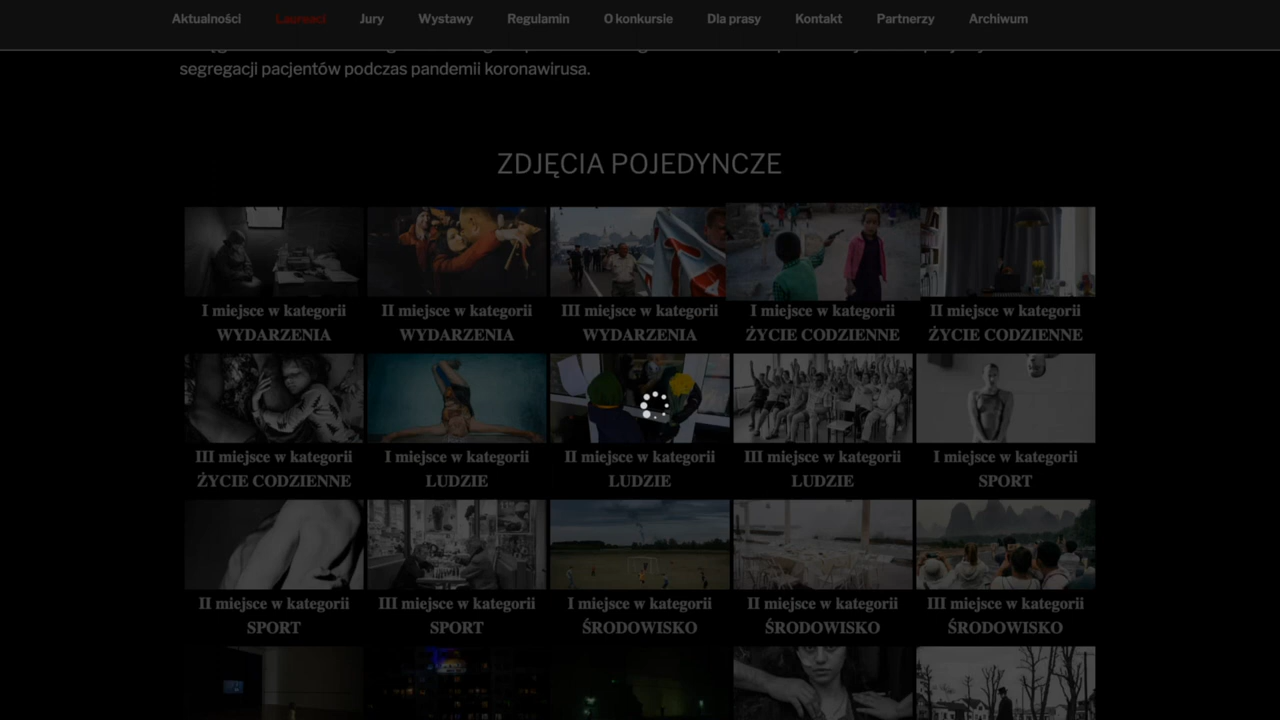 Aktualności Laureaci Jury Wystawy Regulamin O konkursie Dla prasy Kontakt Partnerzy Archiwum
segregacji pacjentów podczas pandemii koronawirusa.
ZDJĘCIA POJEDYNCZE
I miejsce w kategorii WYDARZENIA
II miejsce w kategorii WYDARZENIA
III miejsce w kategorii WYDARZENIA
I miejsce w kategorii ŻYCIE CODZIENNE
II miejsce w kategorii ŻYCIE CODZIENNE
III miejsce w kategorii ŻYCIE CODZIENNE
I miejsce w kategorii LUDZIE
II miejsce w kategorii LUDZIE
III miejsce w kategorii LUDZIE
I miejsce w kategorii SPORT
II miejsce w kategorii SPORT
III miejsce w kategorii SPORT
I miejsce w kategorii ŚRODOWISKO
II miejsce w kategorii ŚRODOWISKO
III miejsce w kategorii ŚRODOWISKO